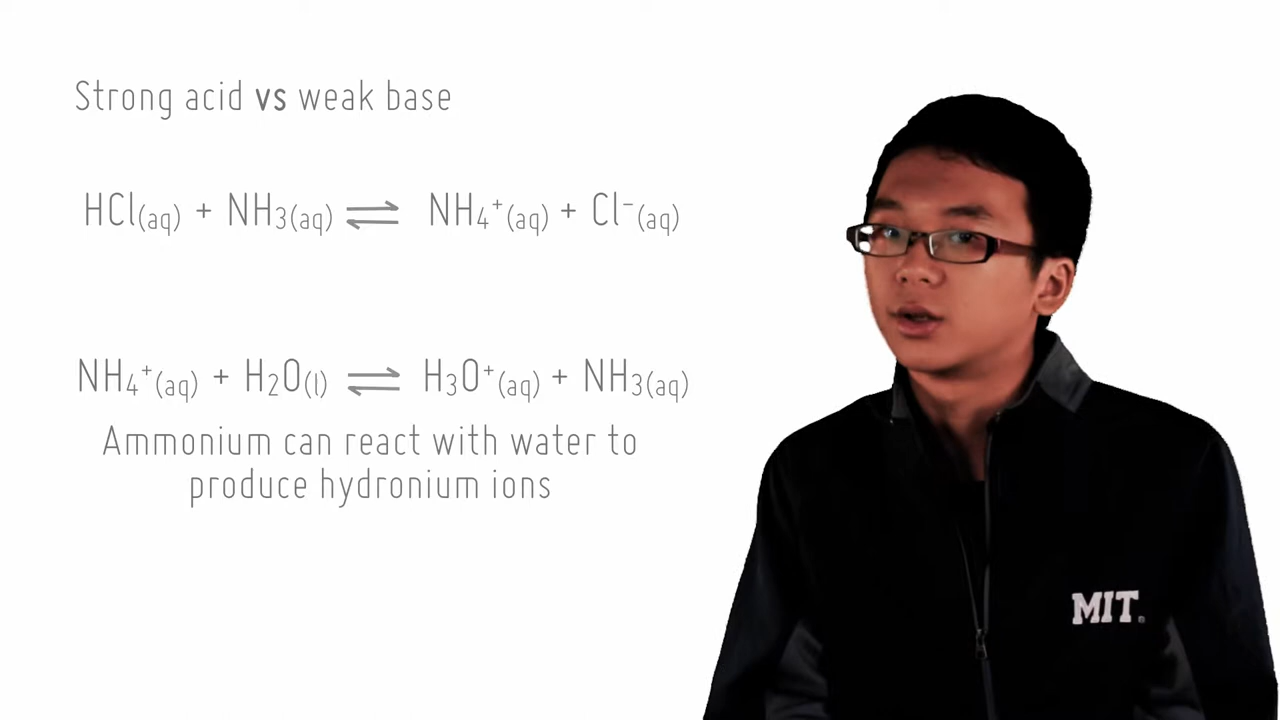 Strong acid vs weak base
HCl(aq) + NH₃(aq) ⇌ NH₄⁺(aq) + Cl⁻(aq)
NH₄⁺(aq) + H₂O(l) ⇌ H₃O⁺(aq) + NH₃(aq)
Ammonium can react with water to
produce hydronium ions
MIT®